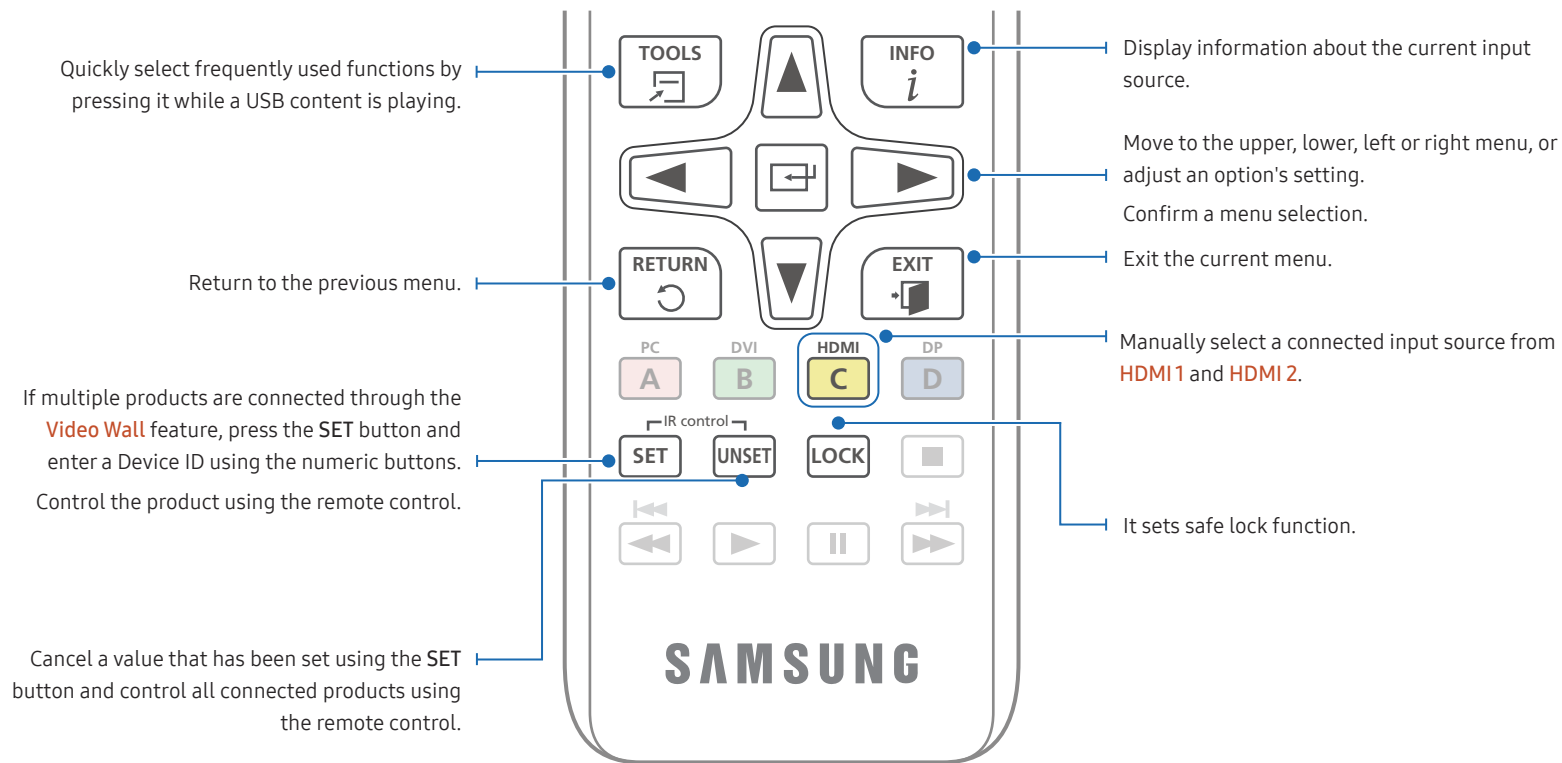 Quickly select frequently used functions by
pressing it while a USB content is playing.
Return to the previous menu.
If multiple products are connected through the
Video Wall feature, press the SET button and
enter a Device ID using the numeric buttons.
Control the product using the remote control.
Cancel a value that has been set using the SET
button and control all connected products using
the remote control.
TOOLS
INFO
i
RETURN
EXIT
PC
DVI
HDMI
DP
A
B
C
D
IR control
SET
UNSET
LOCK
SAMSUNG
Display information about the current input
source.
Move to the upper, lower, left or right menu, or
adjust an option's setting.
Confirm a menu selection.
Exit the current menu.
Manually select a connected input source from
HDMI 1 and HDMI 2.
It sets safe lock function.